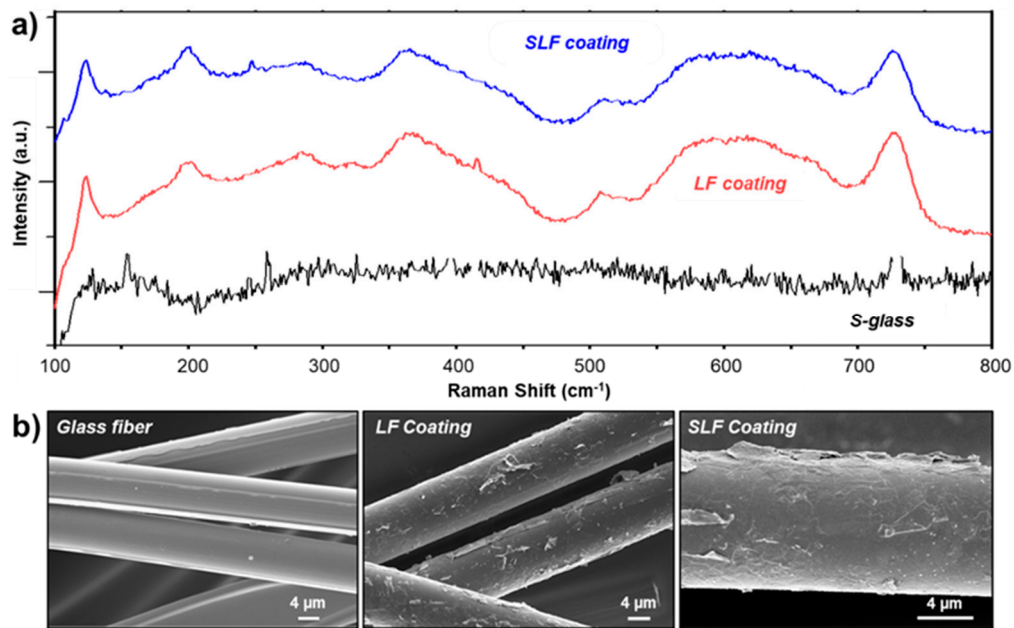 a)
SLF coating
LF coating
S-glass
Intensity (a.u.)
100 200 300 400 500 600 700 800
Raman Shift (cm⁻¹)
b)
Glass fiber
4 µm
LF Coating
4 µm
SLF Coating
4 µm